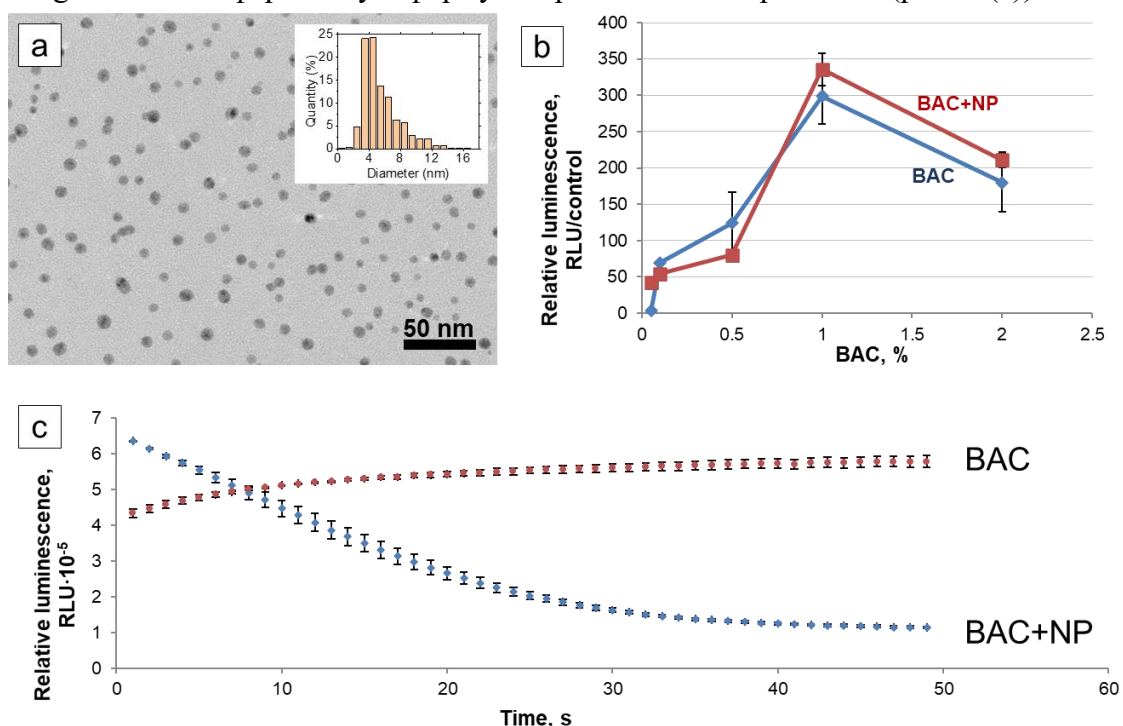 a
50 nm
Quantity (%)
25
20
15
10
5
0
0 4 8 12 16
Diameter (nm)
b
Relative luminescence,
RLU/control
400
350
300
250
200
150
100
50
0
BAC+NP
BAC
0 0.5 1 1.5 2 2.5
BAC, %
c
Relative luminescence,
RLU·10⁻⁵
7
6
5
4
3
2
1
0
BAC
BAC+NP
0 10 20 30 40 50 60
Time, s